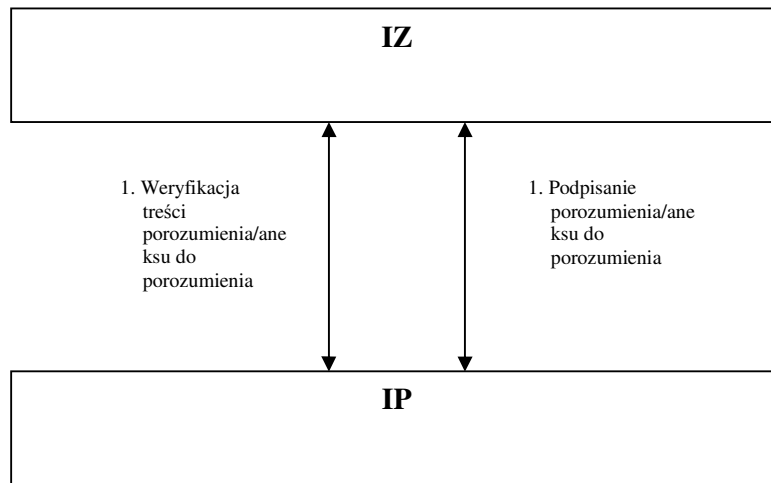 IZ
1. Weryfikacja
treści
porozumienia/ane
ksu do
porozumienia
1. Podpisanie
porozumienia/ane
ksu do
porozumienia
IP